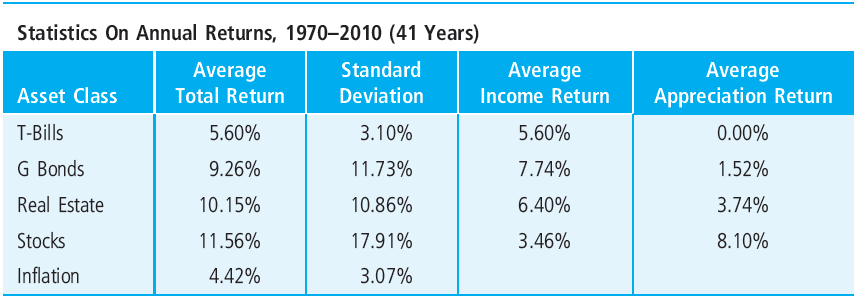 Statistics On Annual Returns, 1970–2010 (41 Years)
Asset Class Average Total Return Standard Deviation Average Income Return Average Appreciation Return
T-Bills 5.60% 3.10% 5.60% 0.00%
G Bonds 9.26% 11.73% 7.74% 1.52%
Real Estate 10.15% 10.86% 6.40% 3.74%
Stocks 11.56% 17.91% 3.46% 8.10%
Inflation 4.42% 3.07%